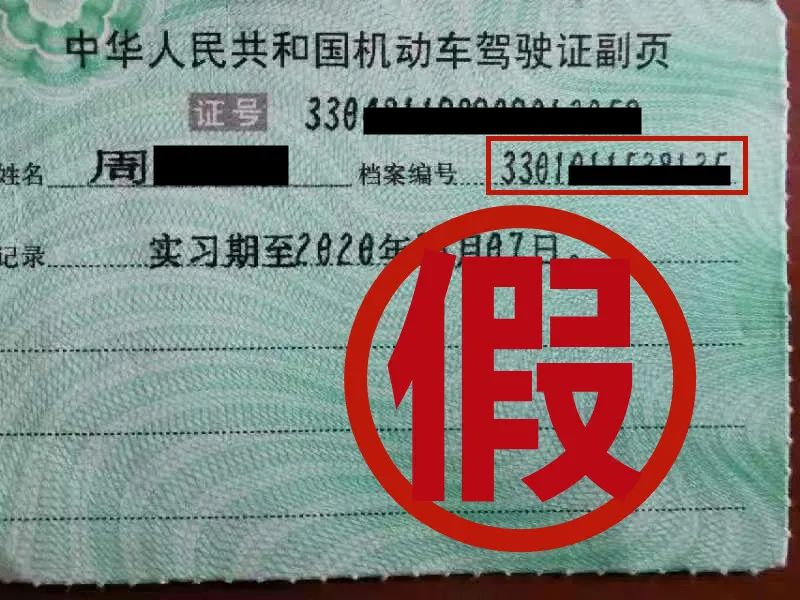 中华人民共和国机动车驾驶证副页
证号 330
姓名 周 档案编号 3301
记录 实习期至2020年 月07日。
假